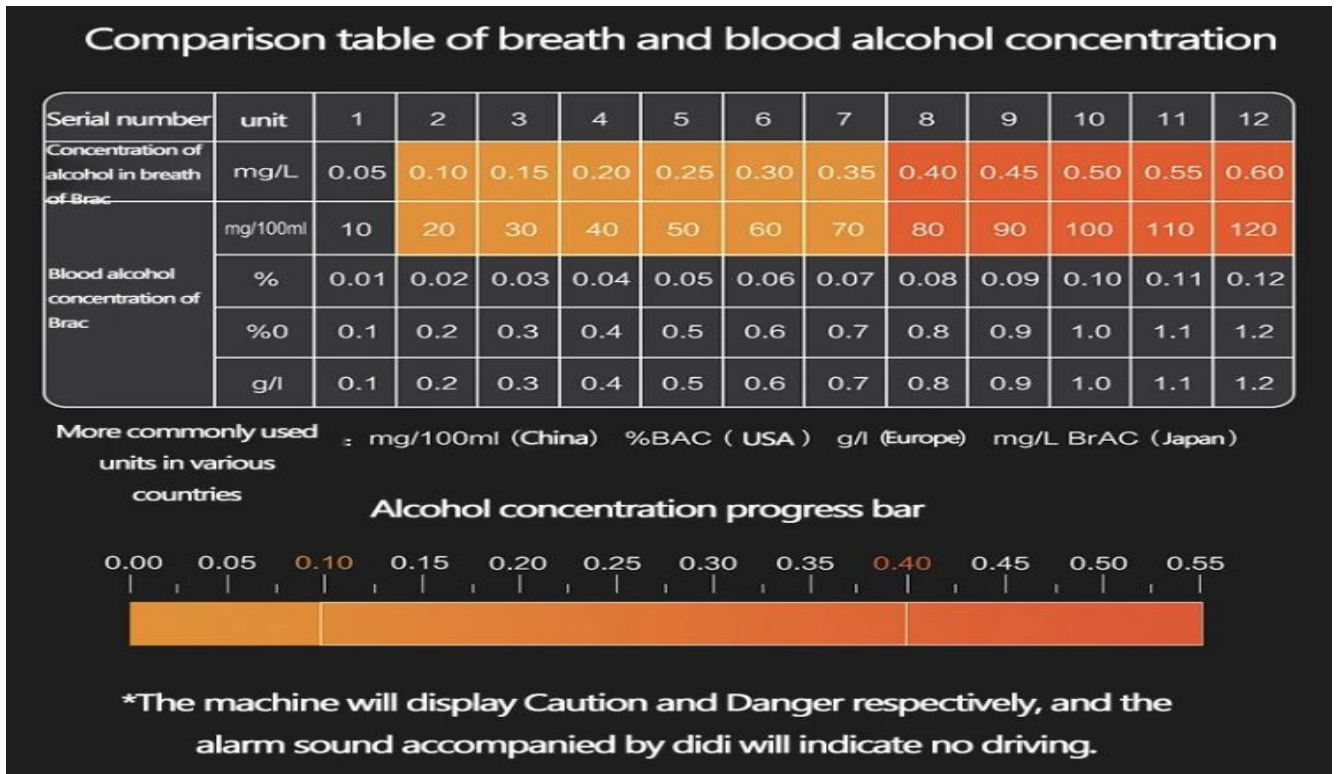 Comparison table of breath and blood alcohol concentration
Serial number unit 1 2 3 4 5 6 7 8 9 10 11 12
Concentration of
alcohol in breath
of Brac
mg/L 0.05 0.10 0.15 0.20 0.25 0.30 0.35 0.40 0.45 0.50 0.55 0.60
Blood alcohol
concentration of
Brac
mg/100ml 10 20 30 40 50 60 70 80 90 100 110 120
% 0.01 0.02 0.03 0.04 0.05 0.06 0.07 0.08 0.09 0.10 0.11 0.12
%0 0.1 0.2 0.3 0.4 0.5 0.6 0.7 0.8 0.9 1.0 1.1 1.2
g/l 0.1 0.2 0.3 0.4 0.5 0.6 0.7 0.8 0.9 1.0 1.1 1.2
More commonly used
units in various
countries
: mg/100ml (China) %BAC ( USA ) g/l (Europe) mg/L BrAC (Japan)
Alcohol concentration progress bar
0.00 0.05 0.10 0.15 0.20 0.25 0.30 0.35 0.40 0.45 0.50 0.55
*The machine will display Caution and Danger respectively, and the
alarm sound accompanied by didi will indicate no driving.